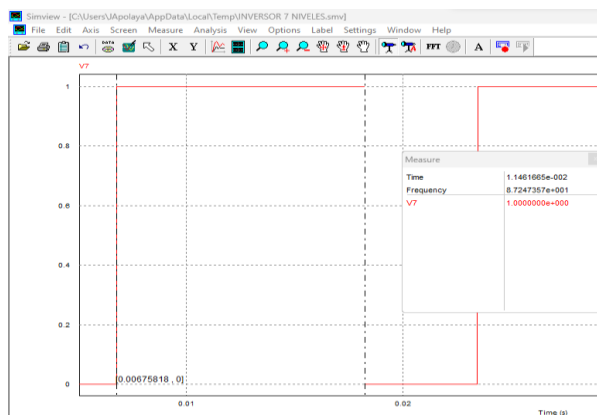 Simview - [C:\Users\JApolaya\AppData\Local\Temp\INVERSOR 7 NIVELES.smv]
File Edit Axis Screen Measure Analysis View Options Label Settings Window Help
DATA X Y FFT A
V7
1
0.8
0.6
0.4
0.2
0
[0.00675818 , 0]
0.01
0.02
Time (s)
Measure
Time 1.1461665e-002
Frequency 8.7247357e+001
V7 1.0000000e+000